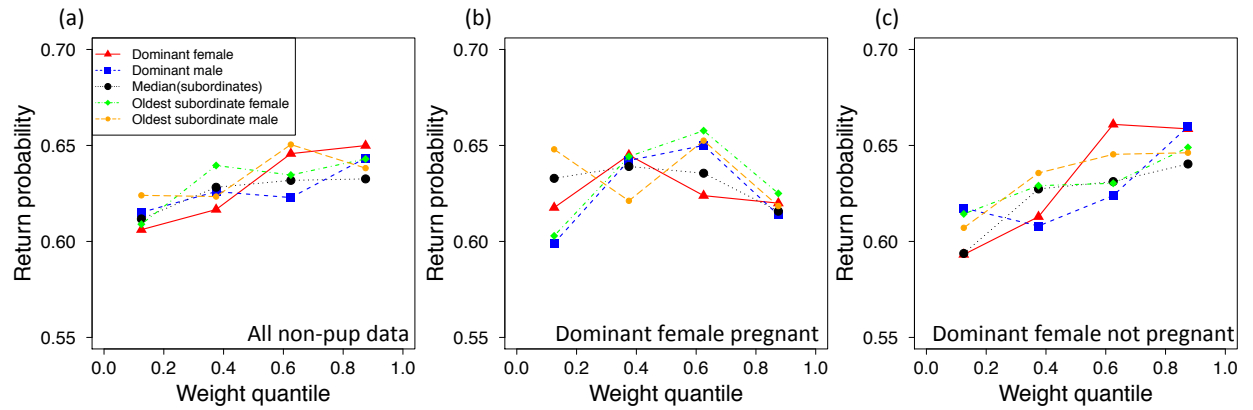 (a)
0.70
0.65
0.60
0.55
Return probability
Dominant female
Dominant male
Median(subordinates)
Oldest subordinate female
Oldest subordinate male
All non-pup data
0.0 0.2 0.4 0.6 0.8 1.0
Weight quantile
(b)
0.70
0.65
0.60
0.55
Return probability
Dominant female pregnant
0.0 0.2 0.4 0.6 0.8 1.0
Weight quantile
(c)
0.70
0.65
0.60
0.55
Return probability
Dominant female not pregnant
0.0 0.2 0.4 0.6 0.8 1.0
Weight quantile